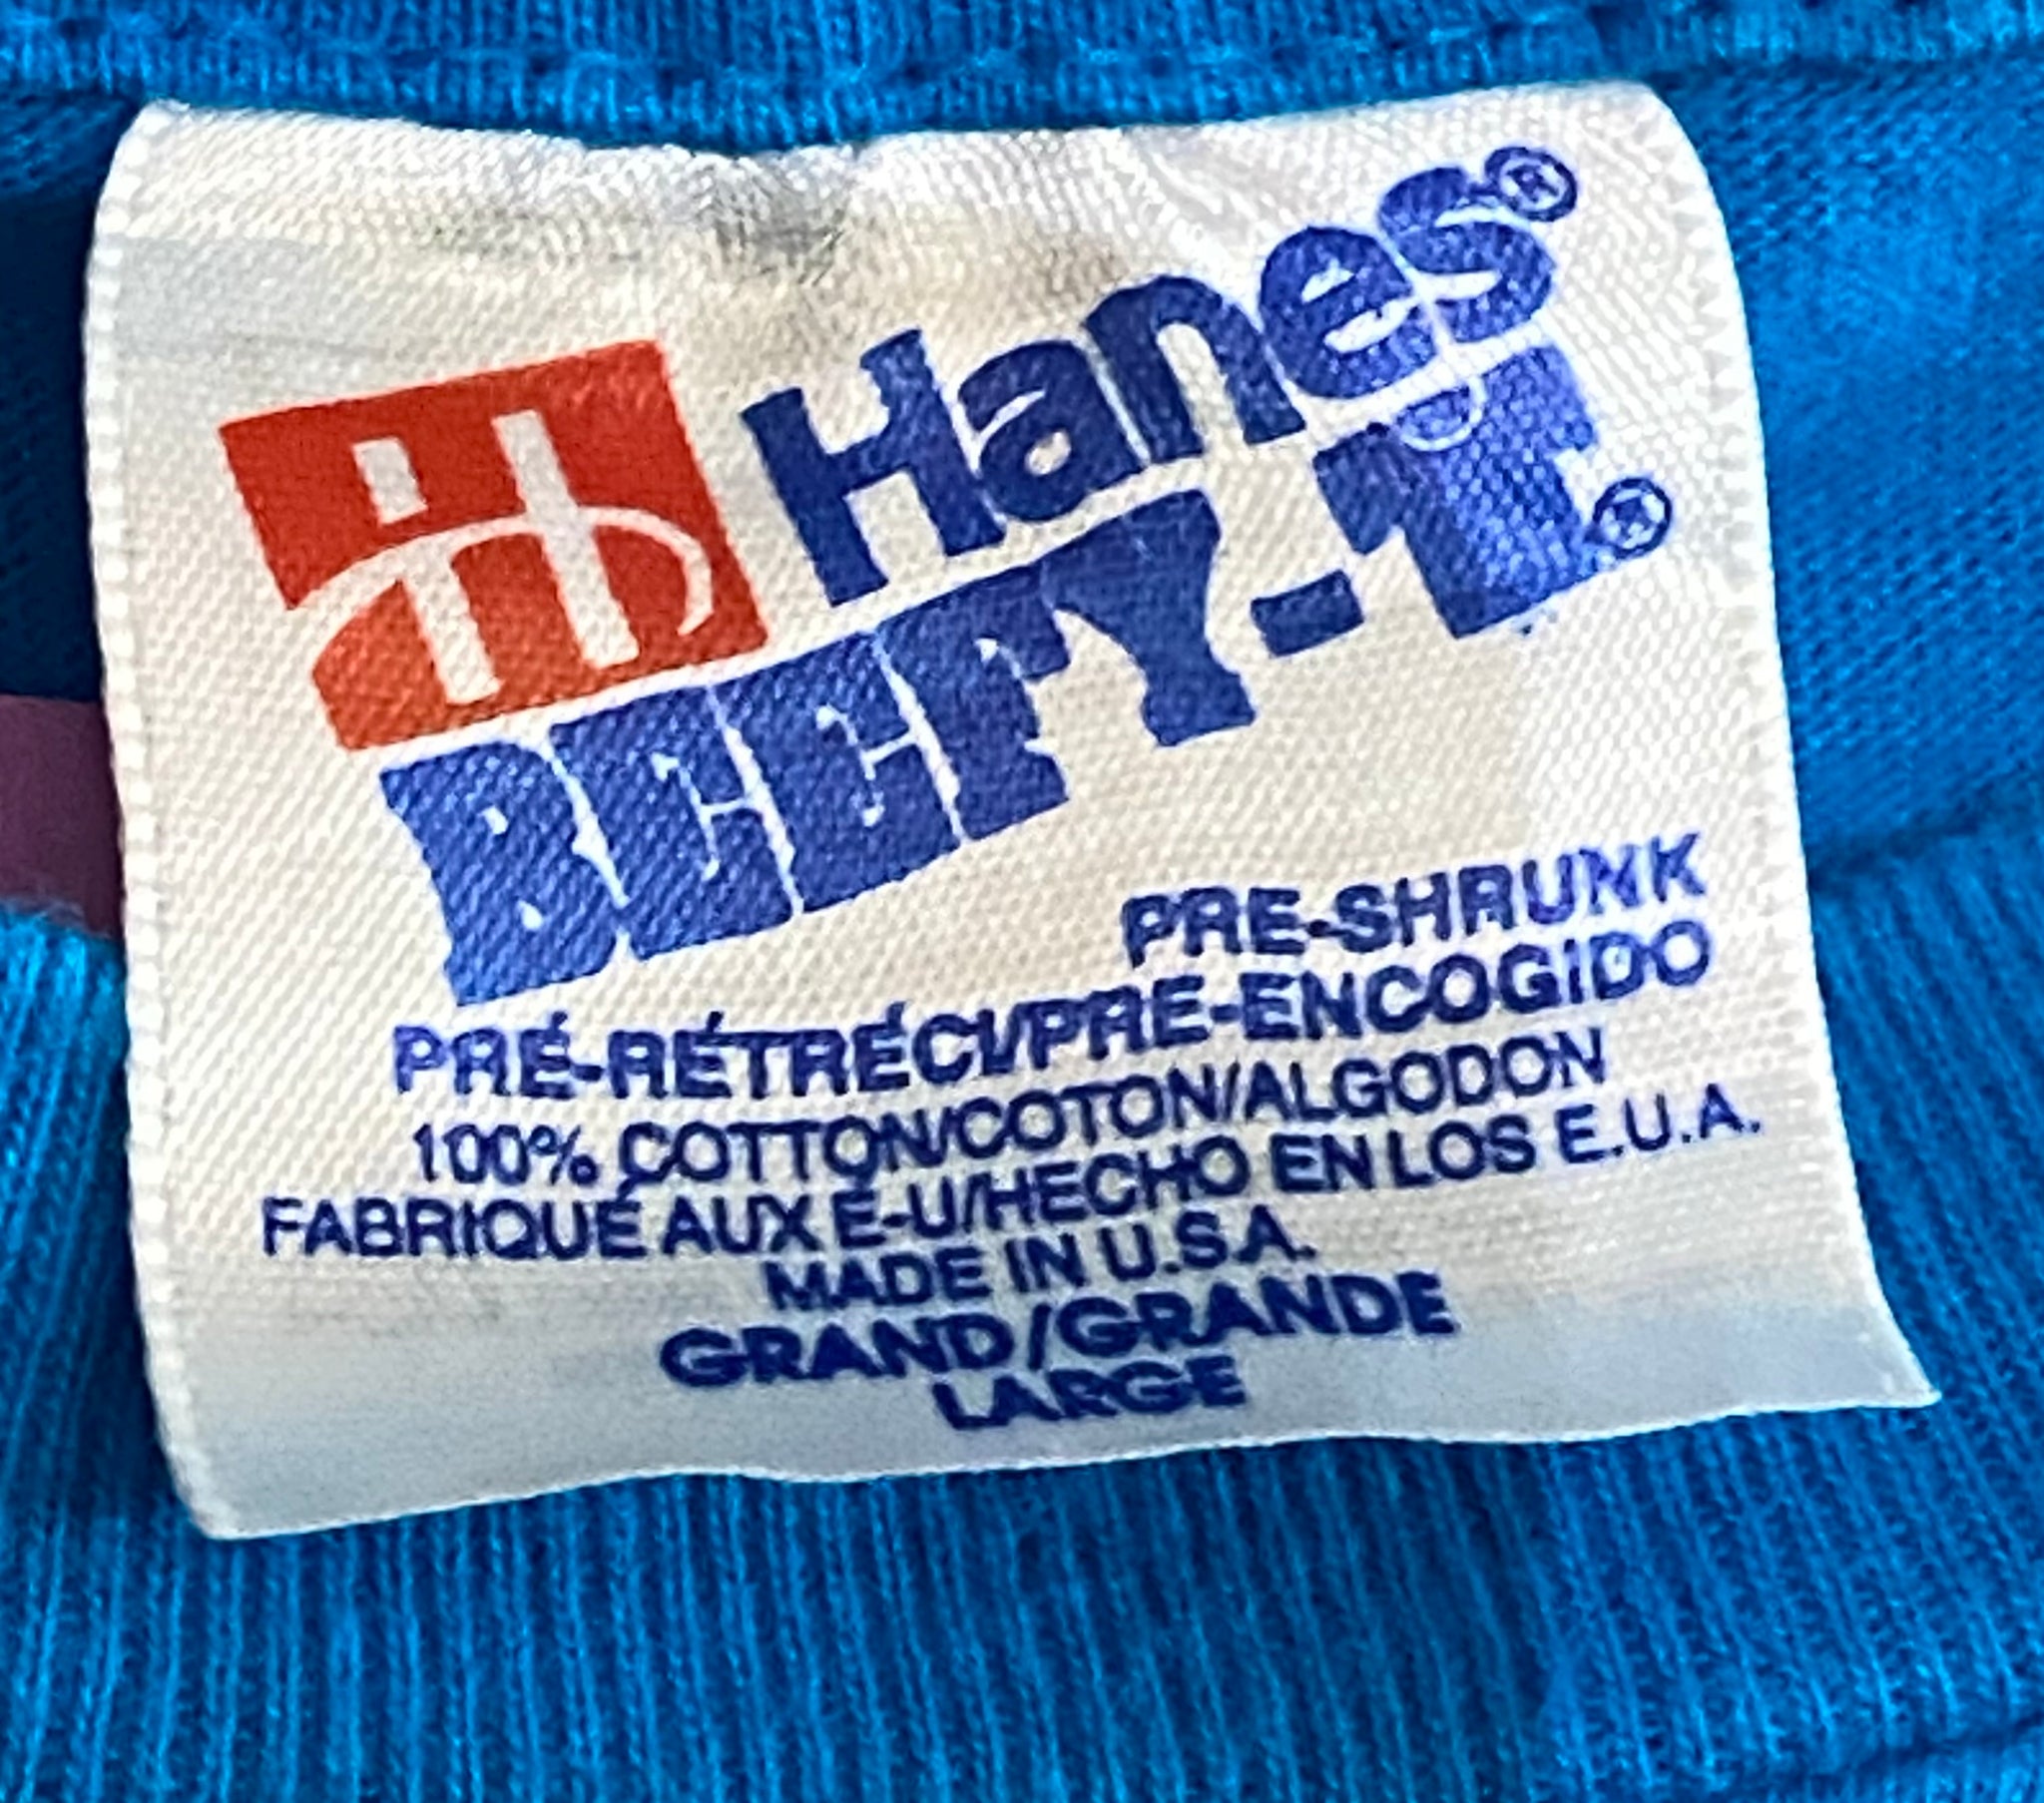 Hanes®
BEEFY-T®
PRE-SHRUNK
PRÉ-RÉTRÉCI/PRE-ENCOGIDO
100% COTTON/COTON/ALGODON
FABRIQUÉ AUX É-U/HECHO EN LOS E.U.A.
MADE IN U.S.A.
GRAND/GRANDE
LARGE